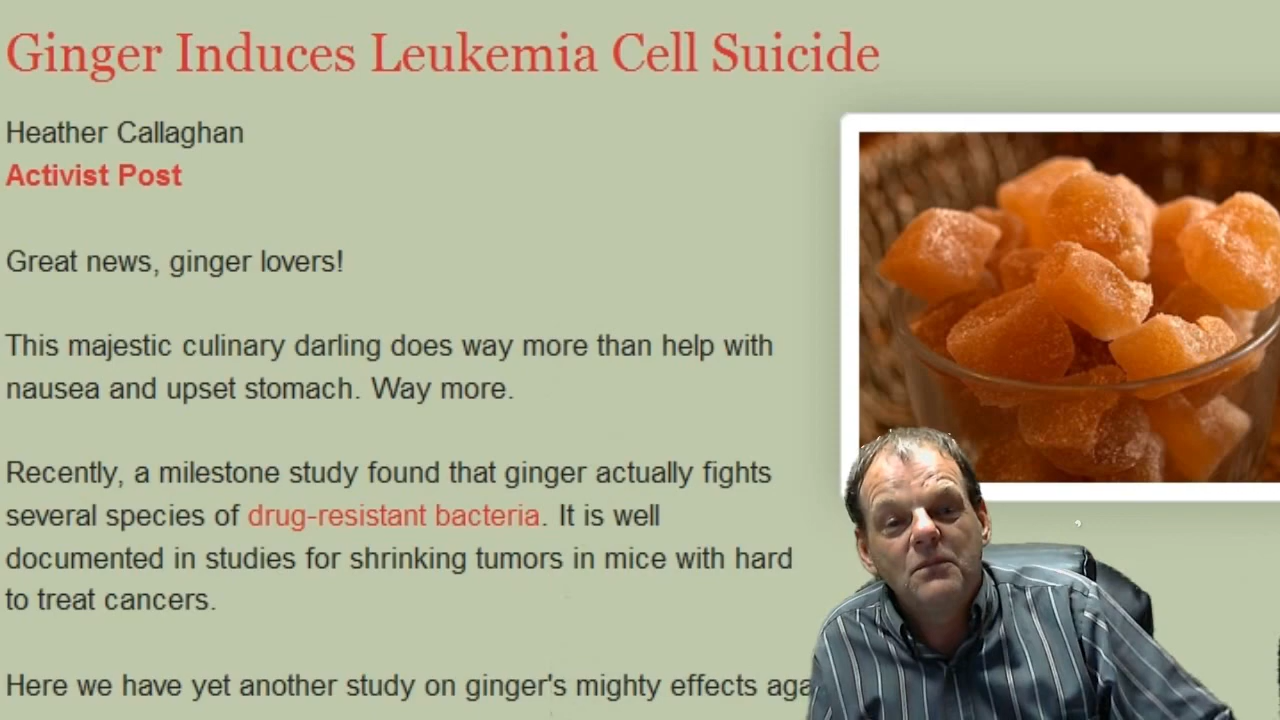 Ginger Induces Leukemia Cell Suicide
Heather Callaghan
Activist Post
Great news, ginger lovers!
This majestic culinary darling does way more than help with
nausea and upset stomach. Way more.
Recently, a milestone study found that ginger actually fights
several species of drug-resistant bacteria. It is well
documented in studies for shrinking tumors in mice with hard
to treat cancers.
Here we have yet another study on ginger's mighty effects